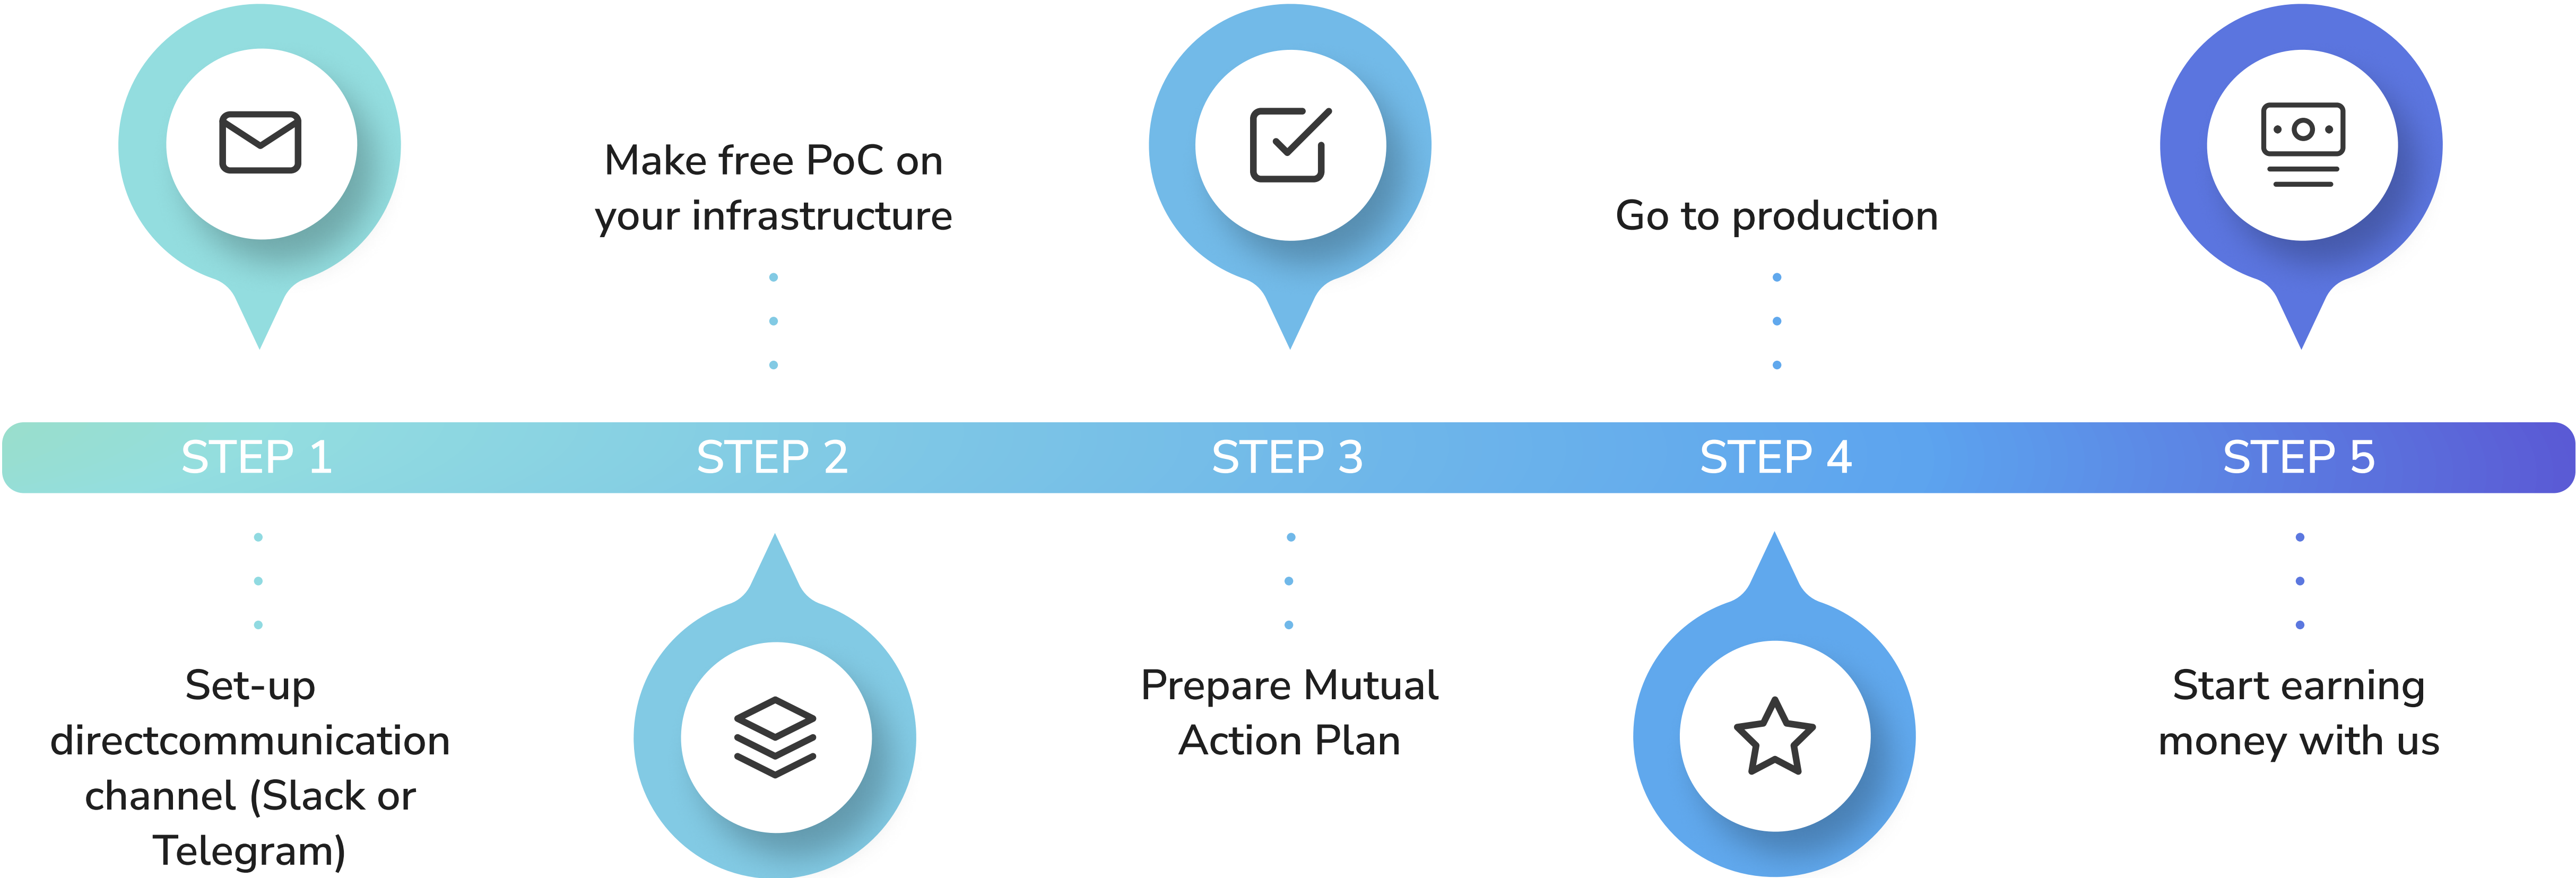 Make free PoC on
your infrastructure
Go to production
STEP 1
STEP 2
STEP 3
STEP 4
STEP 5
Set-up
directcommunication
channel (Slack or
Telegram)
Prepare Mutual
Action Plan
Start earning
money with us